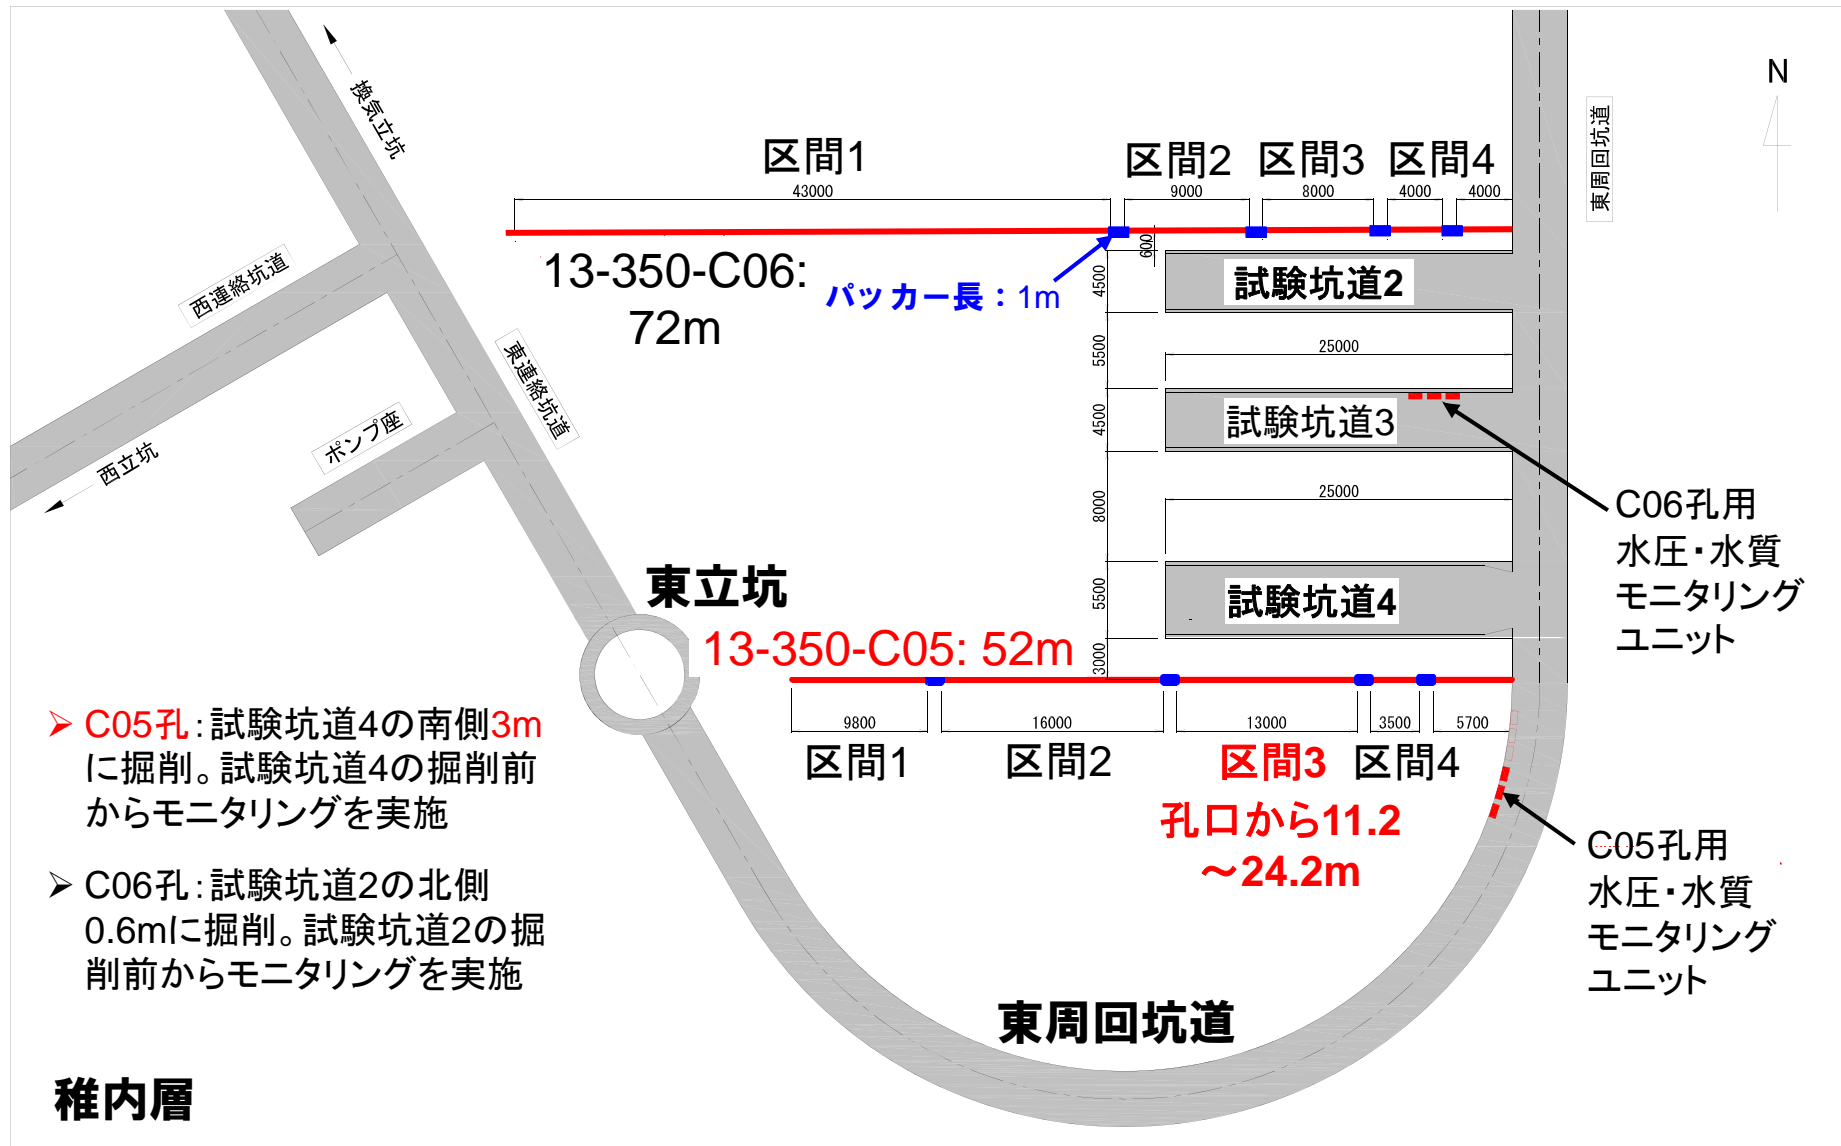 換気立坑
N
東周回坑道
区間1
区間2
区間3
区間4
43000
9000
8000
4000
4000
600
13-350-C06:
72m
パッカー長：1m
試験坑道2
4500
西連絡坑道
東連絡坑道
5500
25000
試験坑道3
4500
ポンプ座
西立坑
25000
8000
C06孔用
水圧・水質
モニタリング
ユニット
東立坑
試験坑道4
5500
13-350-C05: 52m
3000
9800
16000
13000
3500
5700
区間1
区間2
区間3
区間4
孔口から11.2
～24.2m
➢ C05孔：試験坑道4の南側3m
に掘削。試験坑道4の掘削前
からモニタリングを実施
➢ C06孔：試験坑道2の北側
0.6mに掘削。試験坑道2の掘
削前からモニタリングを実施
C05孔用
水圧・水質
モニタリング
ユニット
東周回坑道
稚内層